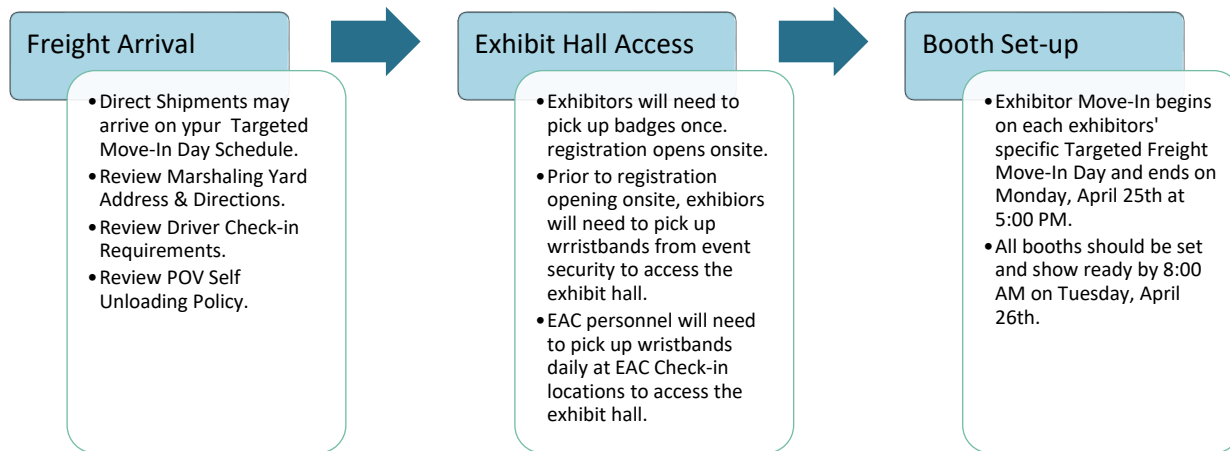 Freight Arrival
•Direct Shipments may
arrive on ypur  Targeted
Move-In Day Schedule.
•Review Marshaling Yard
Address & Directions.
•Review Driver Check-in
Requirements.
•Review POV Self
Unloading Policy.
Exhibit Hall Access
•Exhibitors will need to
pick up badges once.
registration opens onsite.
•Prior to registration
opening onsite, exhibiors
will need to pick up
wrristbands from event
security to access the
exhibit hall.
•EAC personnel will need
to pick up wristbands
daily at EAC Check-in
locations to access the
exhibit hall.
Booth Set-up
•Exhibitor Move-In begins
on each exhibitors'
specific Targeted Freight
Move-In Day and ends on
Monday, April 25th at
5:00 PM.
•All booths should be set
and show ready by 8:00
AM on Tuesday, April
26th.